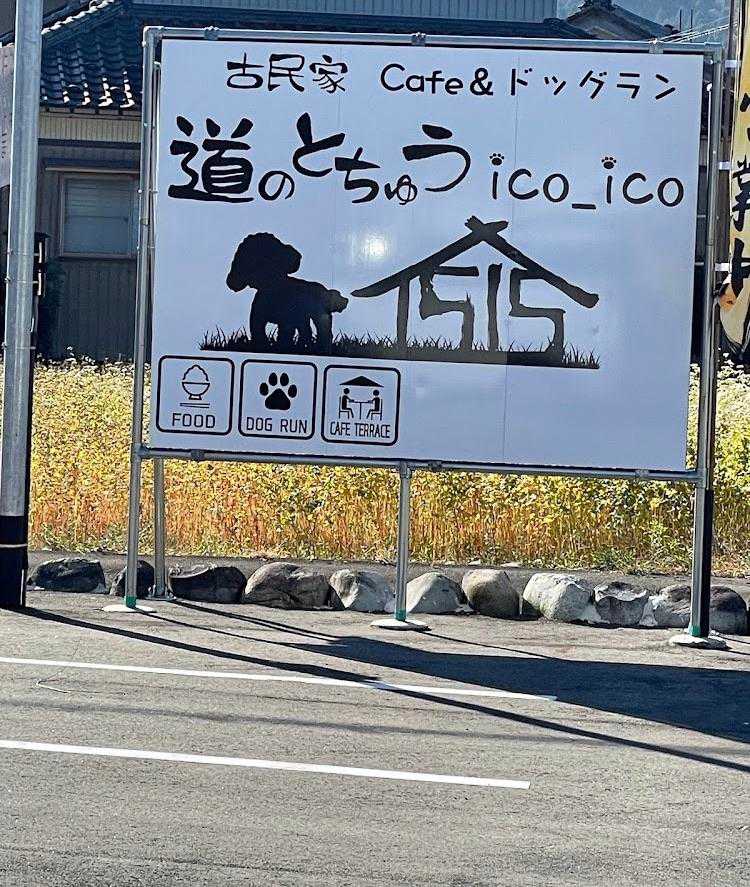 古民家 Cafe&ドッグラン
道のとちゅう ico_ico
1515
FOOD
DOG RUN
CAFE TERRACE